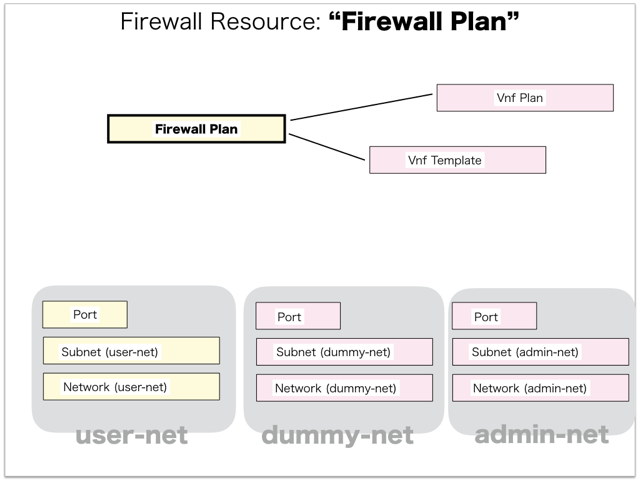 Firewall Resource: “Firewall Plan”
Vnf Plan
Firewall Plan
Vnf Template
Port
Subnet (user-net)
Network (user-net)
user-net
Port
Subnet (dummy-net)
Network (dummy-net)
dummy-net
Port
Subnet (admin-net)
Network (admin-net)
admin-net